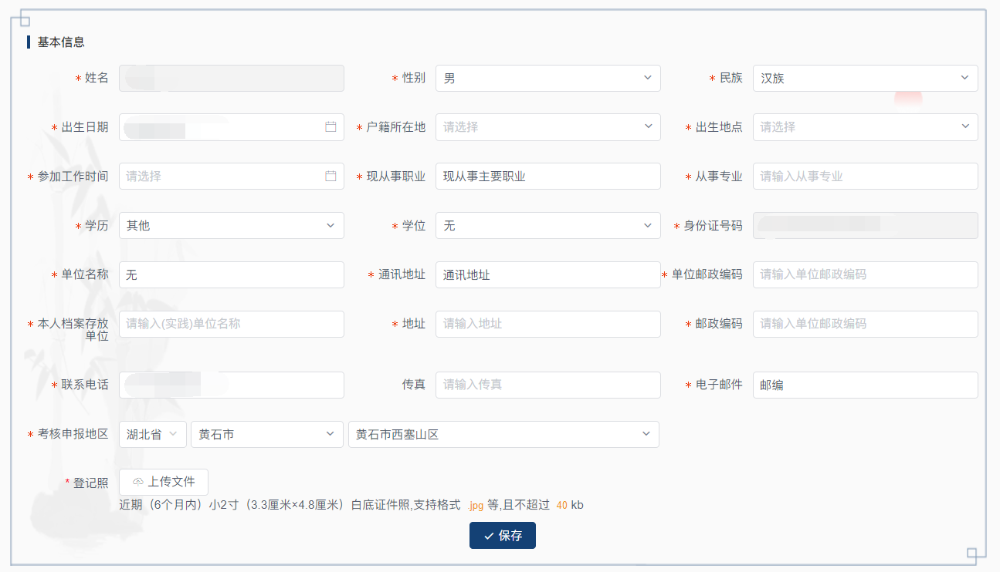 基本信息
* 姓名
* 性别 男
* 民族 汉族
* 出生日期
* 户籍所在地 请选择
* 出生地点 请选择
* 参加工作时间 请选择
* 现从事职业 现从事主要职业
* 从事专业 请输入从事专业
* 学历 其他
* 学位 无
* 身份证号码
* 单位名称 无
* 通讯地址 通讯地址
* 单位邮政编码 请输入单位邮政编码
* 本人档案存放
单位
请输入(实践)单位名称
* 地址 请输入地址
* 邮政编码 请输入单位邮政编码
* 联系电话
传真 请输入传真
* 电子邮件 邮编
* 考核申报地区 湖北省 黄石市 黄石市西塞山区
* 登记照 上传文件
近期（6个月内）小2寸（3.3厘米×4.8厘米）白底证件照,支持格式 .jpg 等,且不超过 40 kb
保存